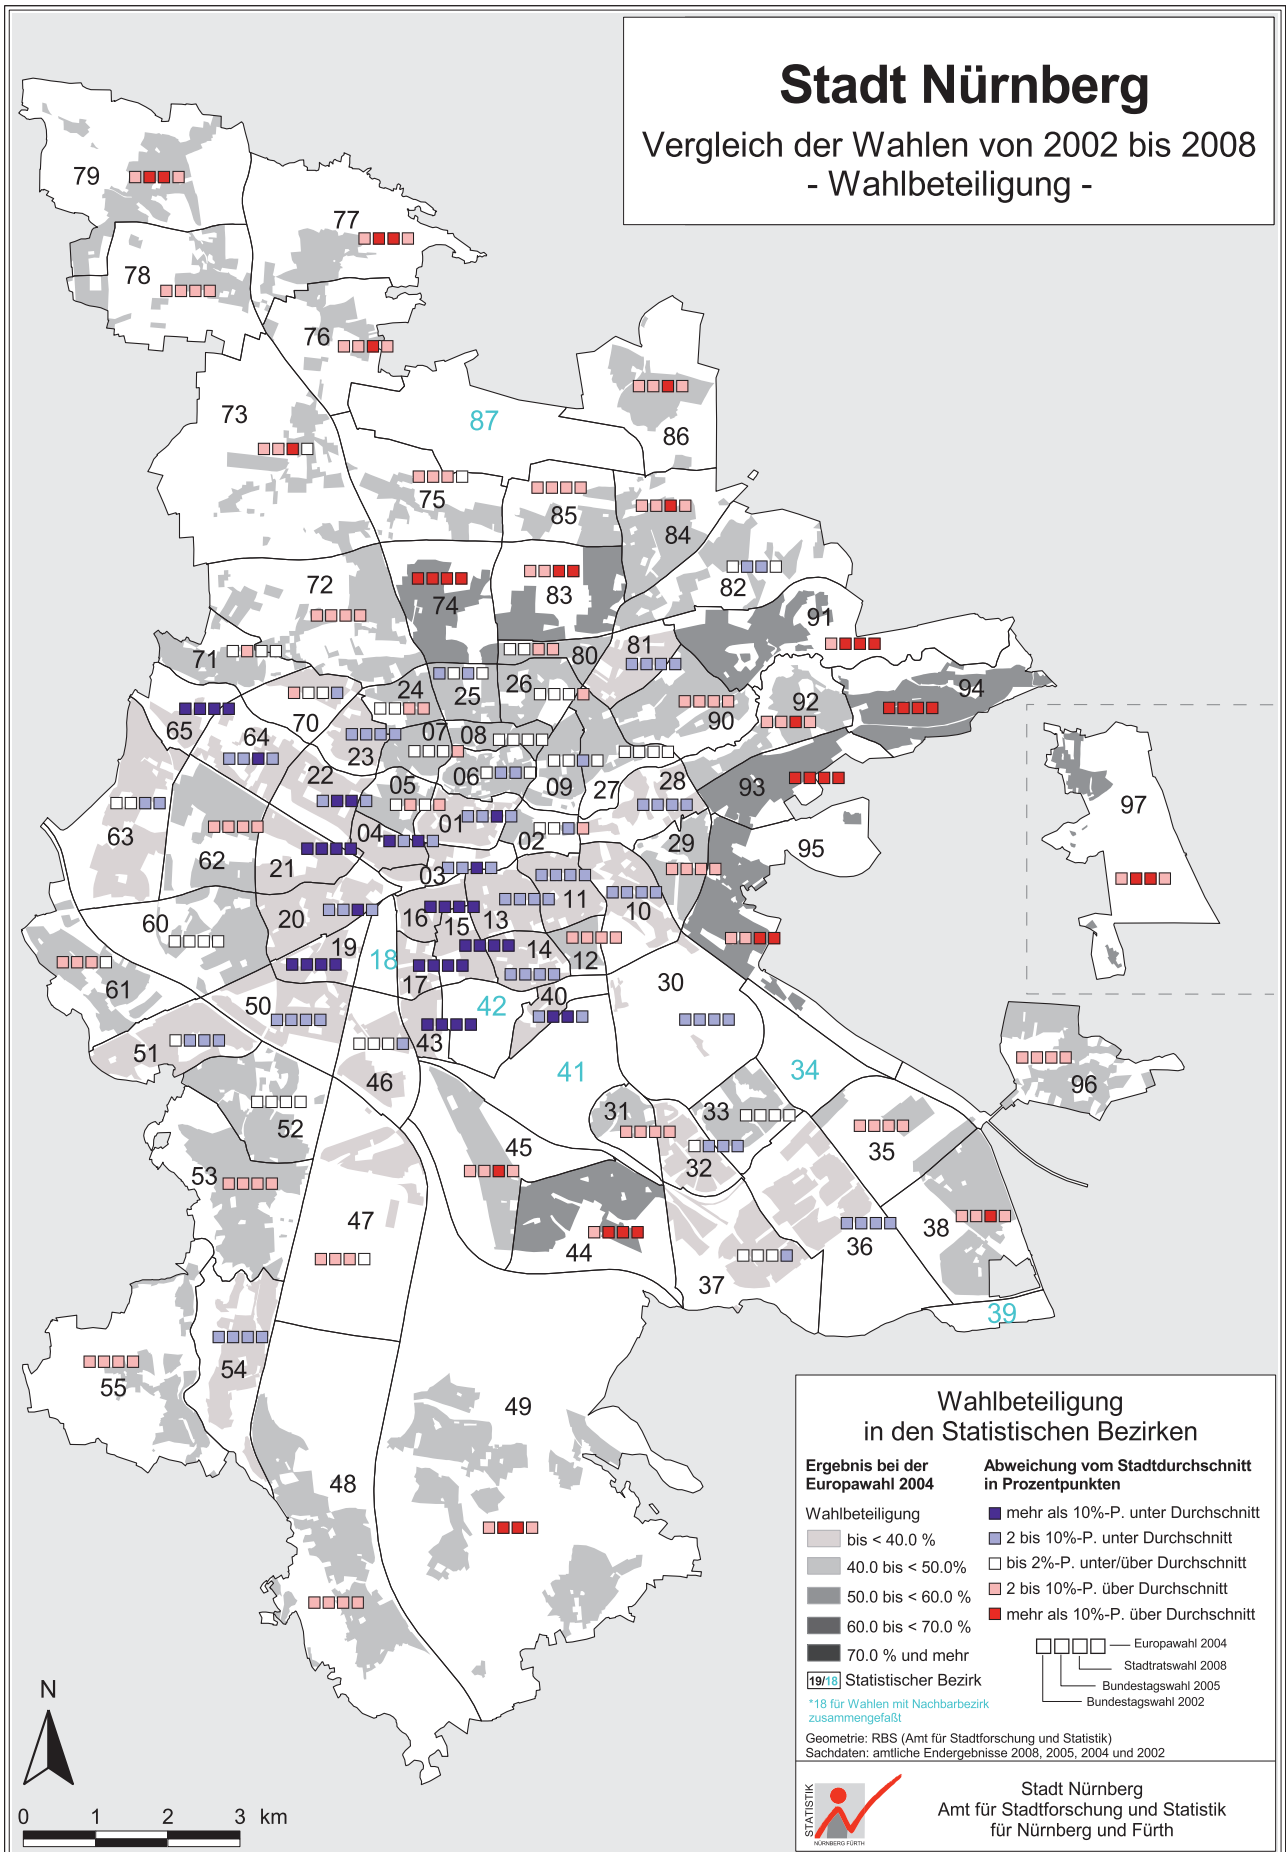 Stadt Nürnberg
Vergleich der Wahlen von 2002 bis 2008
- Wahlbeteiligung -
79
77
78
76
73
87
86
75
85
84
82
72
74
83
91
71
80
81
94
24
25
26
92
65
70
90
64
23
07
08
97
22
05
06
09
27
28
93
63
04
01
02
29
95
62
21
03
11
10
60
20
16
15
13
19
18
14
12
61
17
30
50
42
40
51
43
46
41
34
96
52
31
33
35
45
32
53
47
38
44
36
37
39
54
55
49
48
Wahlbeteiligung
in den Statistischen Bezirken
Ergebnis bei der
Europawahl 2004
Wahlbeteiligung
bis < 40.0 %
40.0 bis < 50.0%
50.0 bis < 60.0 %
60.0 bis < 70.0 %
70.0 % und mehr
19/18 Statistischer Bezirk
*18 für Wahlen mit Nachbarbezirk
zusammengefaßt
Abweichung vom Stadtdurchschnitt
in Prozentpunkten
mehr als 10%-P. unter Durchschnitt
2 bis 10%-P. unter Durchschnitt
bis 2%-P. unter/über Durchschnitt
2 bis 10%-P. über Durchschnitt
mehr als 10%-P. über Durchschnitt
Europawahl 2004
Stadtratswahl 2008
Bundestagswahl 2005
Bundestagswahl 2002
Geometrie: RBS (Amt für Stadtforschung und Statistik)
Sachdaten: amtliche Endergebnisse 2008, 2005, 2004 und 2002
STATISTIK
NÜRNBERG FÜRTH
Stadt Nürnberg
Amt für Stadtforschung und Statistik
für Nürnberg und Fürth
N
0 1 2 3 km